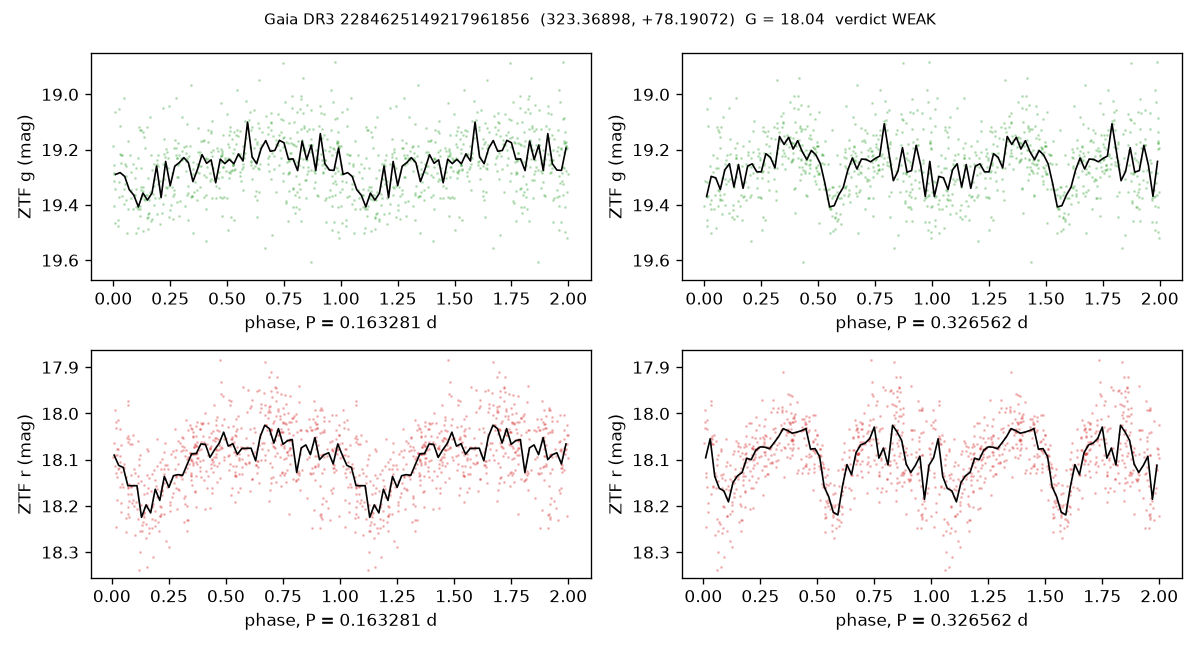 Gaia DR3 2284625149217961856  (323.36898, +78.19072)  G = 18.04  verdict WEAK
ZTF g (mag)
19.0
19.2
19.4
19.6
0.00 0.25 0.50 0.75 1.00 1.25 1.50 1.75 2.00
phase, P = 0.163281 d
ZTF g (mag)
19.0
19.2
19.4
19.6
0.00 0.25 0.50 0.75 1.00 1.25 1.50 1.75 2.00
phase, P = 0.326562 d
ZTF r (mag)
17.9
18.0
18.1
18.2
18.3
0.00 0.25 0.50 0.75 1.00 1.25 1.50 1.75 2.00
phase, P = 0.163281 d
ZTF r (mag)
17.9
18.0
18.1
18.2
18.3
0.00 0.25 0.50 0.75 1.00 1.25 1.50 1.75 2.00
phase, P = 0.326562 d